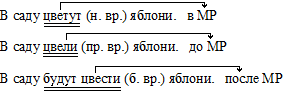 В саду цветут (н. вр.) яблони. в МР
В саду цвели (пр. вр.) яблони. до МР
В саду будут цвести (б. вр.) яблони. после МР